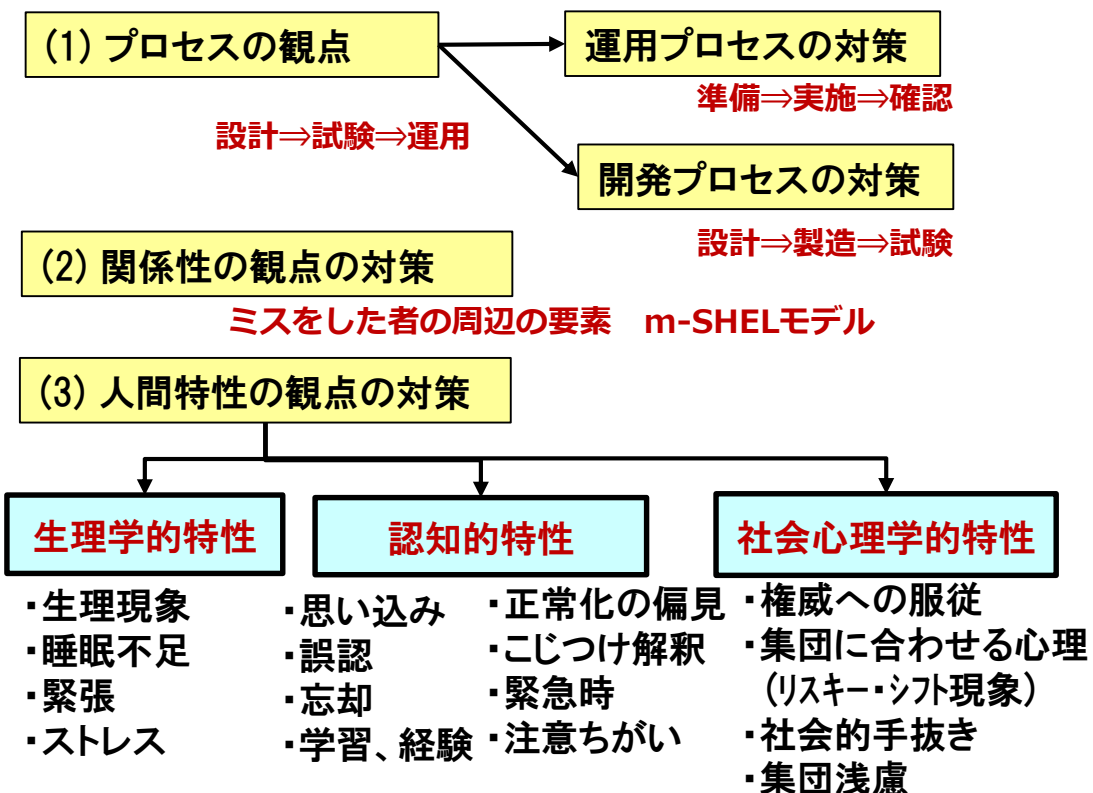 (1) プロセスの観点
運用プロセスの対策
準備⇒実施⇒確認
設計⇒試験⇒運用
開発プロセスの対策
設計⇒製造⇒試験
(2) 関係性の観点の対策
ミスをした者の周辺の要素 m-SHELモデル
(3) 人間特性の観点の対策
生理学的特性
・生理現象
・睡眠不足
・緊張
・ストレス
認知的特性
・思い込み
・誤認
・忘却
・学習、経験
・正常化の偏見
・こじつけ解釈
・緊急時
・注意ちがい
社会心理学的特性
・権威への服従
・集団に合わせる心理
(ﾘｽｷｰ・ｼﾌﾄ現象)
・社会的手抜き
・集団浅慮